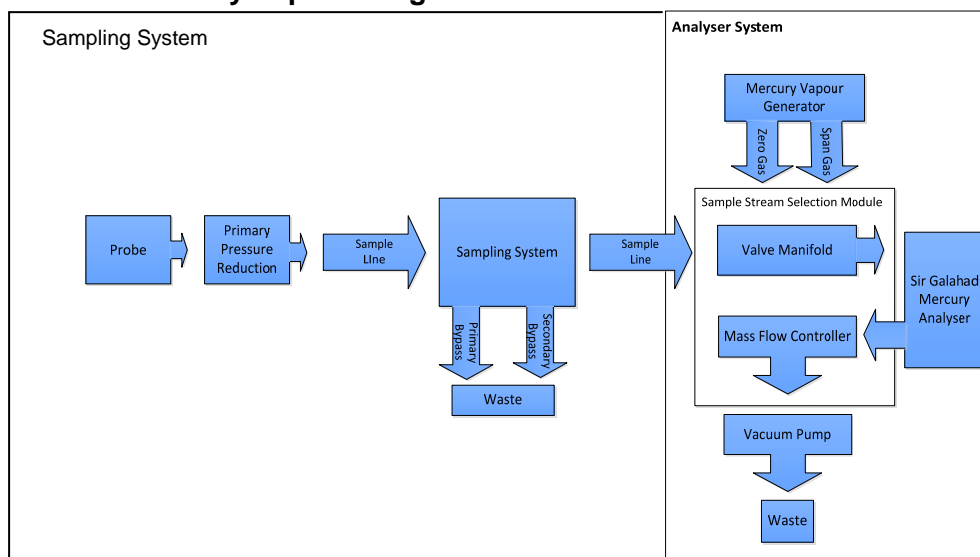 Sampling System
Analyser System
Mercury Vapour
Generator
Zero Gas
Span Gas
Sample Stream Selection Module
Probe
Primary
Pressure
Reduction
Sample
LIne
Sampling System
Sample
Line
Valve Manifold
Sir Galahad
Mercury
Analyser
Primary
Bypass
Secondary
Bypass
Mass Flow Controller
Waste
Vacuum Pump
Waste